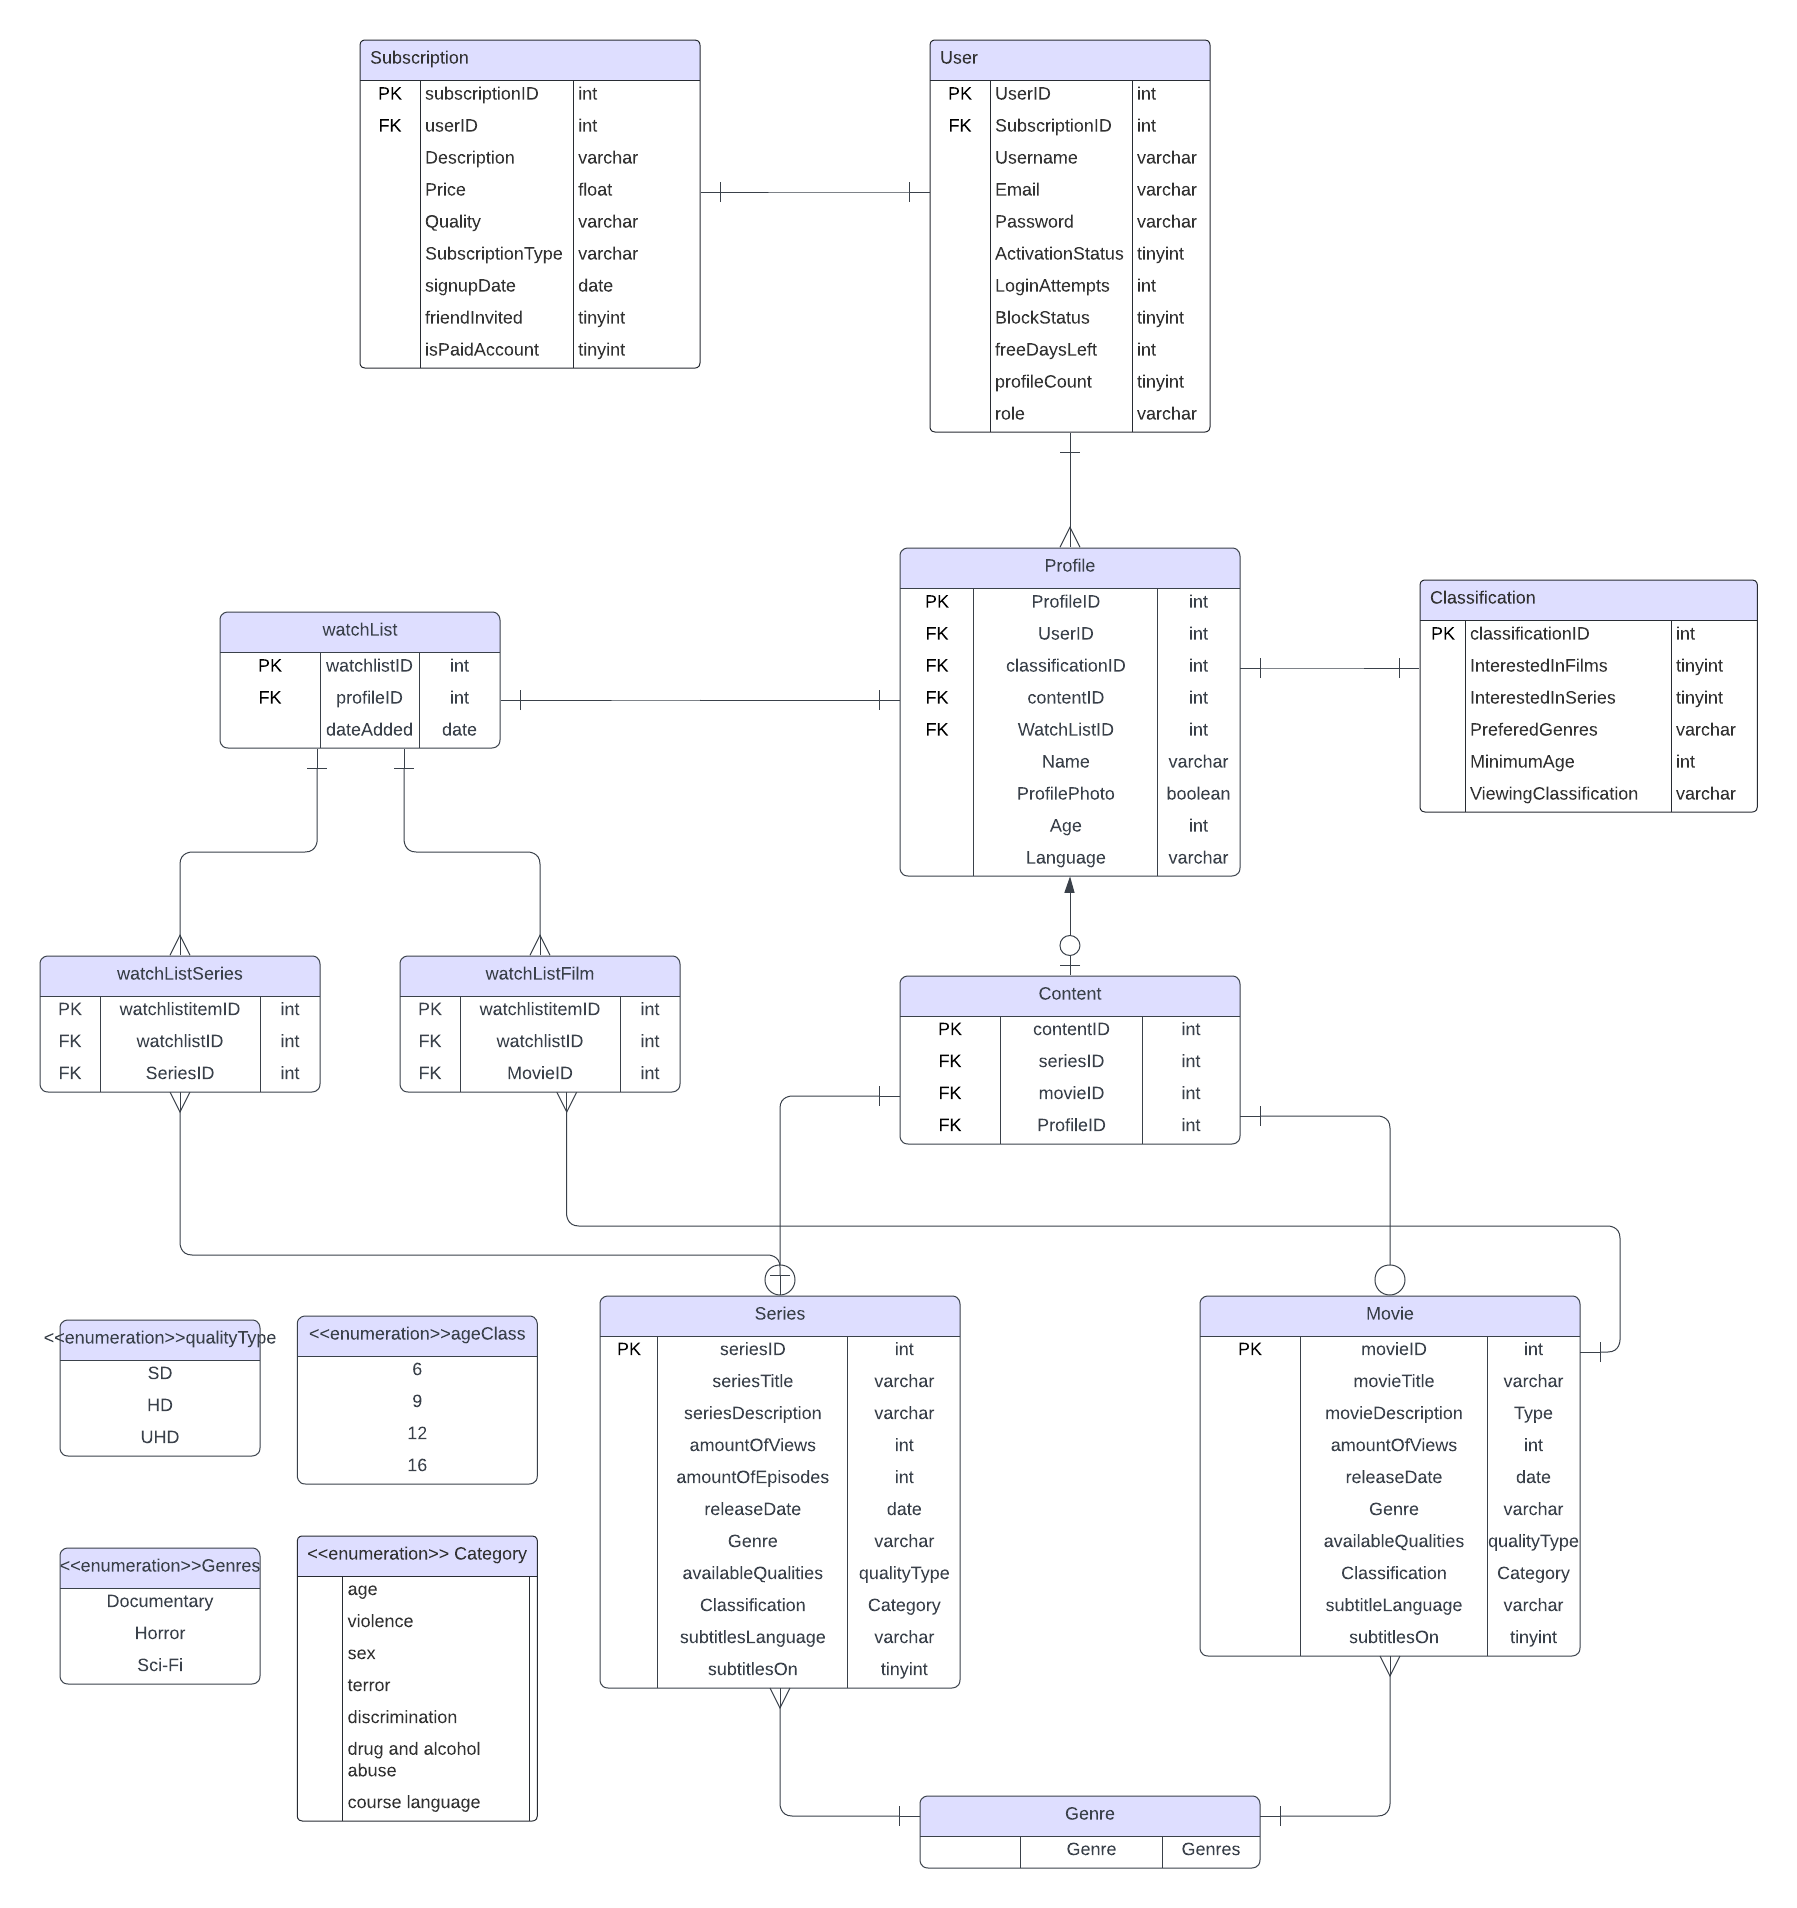 Subscription
PK subscriptionID int
FK userID int
Description varchar
Price float
Quality varchar
SubscriptionType varchar
signupDate date
friendInvited tinyint
isPaidAccount tinyint
User
PK UserID int
FK SubscriptionID int
Username varchar
Email varchar
Password varchar
ActivationStatus tinyint
LoginAttempts int
BlockStatus tinyint
freeDaysLeft int
profileCount tinyint
role varchar
Profile
PK ProfileID int
FK UserID int
FK classificationID int
FK contentID int
FK WatchListID int
Name varchar
ProfilePhoto boolean
Age int
Language varchar
Classification
PK classificationID int
InterestedInFilms tinyint
InterestedInSeries tinyint
PreferedGenres varchar
MinimumAge int
ViewingClassification varchar
watchList
PK watchlistID int
FK profileID int
dateAdded date
watchListSeries
PK watchlistitemID int
FK watchlistID int
FK SeriesID int
watchListFilm
PK watchlistitemID int
FK watchlistID int
FK MovieID int
Content
PK contentID int
FK seriesID int
FK movieID int
FK ProfileID int
<<enumeration>>qualityType
SD
HD
UHD
<<enumeration>>ageClass
6
9
12
16
Series
PK seriesID int
seriesTitle varchar
seriesDescription varchar
amountOfViews int
amountOfEpisodes int
releaseDate date
Genre varchar
availableQualities qualityType
Classification Category
subtitlesLanguage varchar
subtitlesOn tinyint
Movie
PK movieID int
movieTitle varchar
movieDescription Type
amountOfViews int
releaseDate date
Genre varchar
availableQualities qualityType
Classification Category
subtitleLanguage varchar
subtitlesOn tinyint
<<enumeration>>Genres
Documentary
Horror
Sci-Fi
<<enumeration>> Category
age
violence
sex
terror
discrimination
drug and alcohol
abuse
course language
Genre
Genre Genres